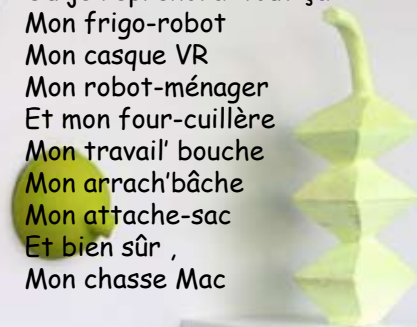 Mon frigo-robot
Mon casque VR
Mon robot-ménager
Et mon four-cuillère
Mon travail' bouche
Mon arrach'bâche
Mon attache-sac
Et bien sûr ,
Mon chasse Mac